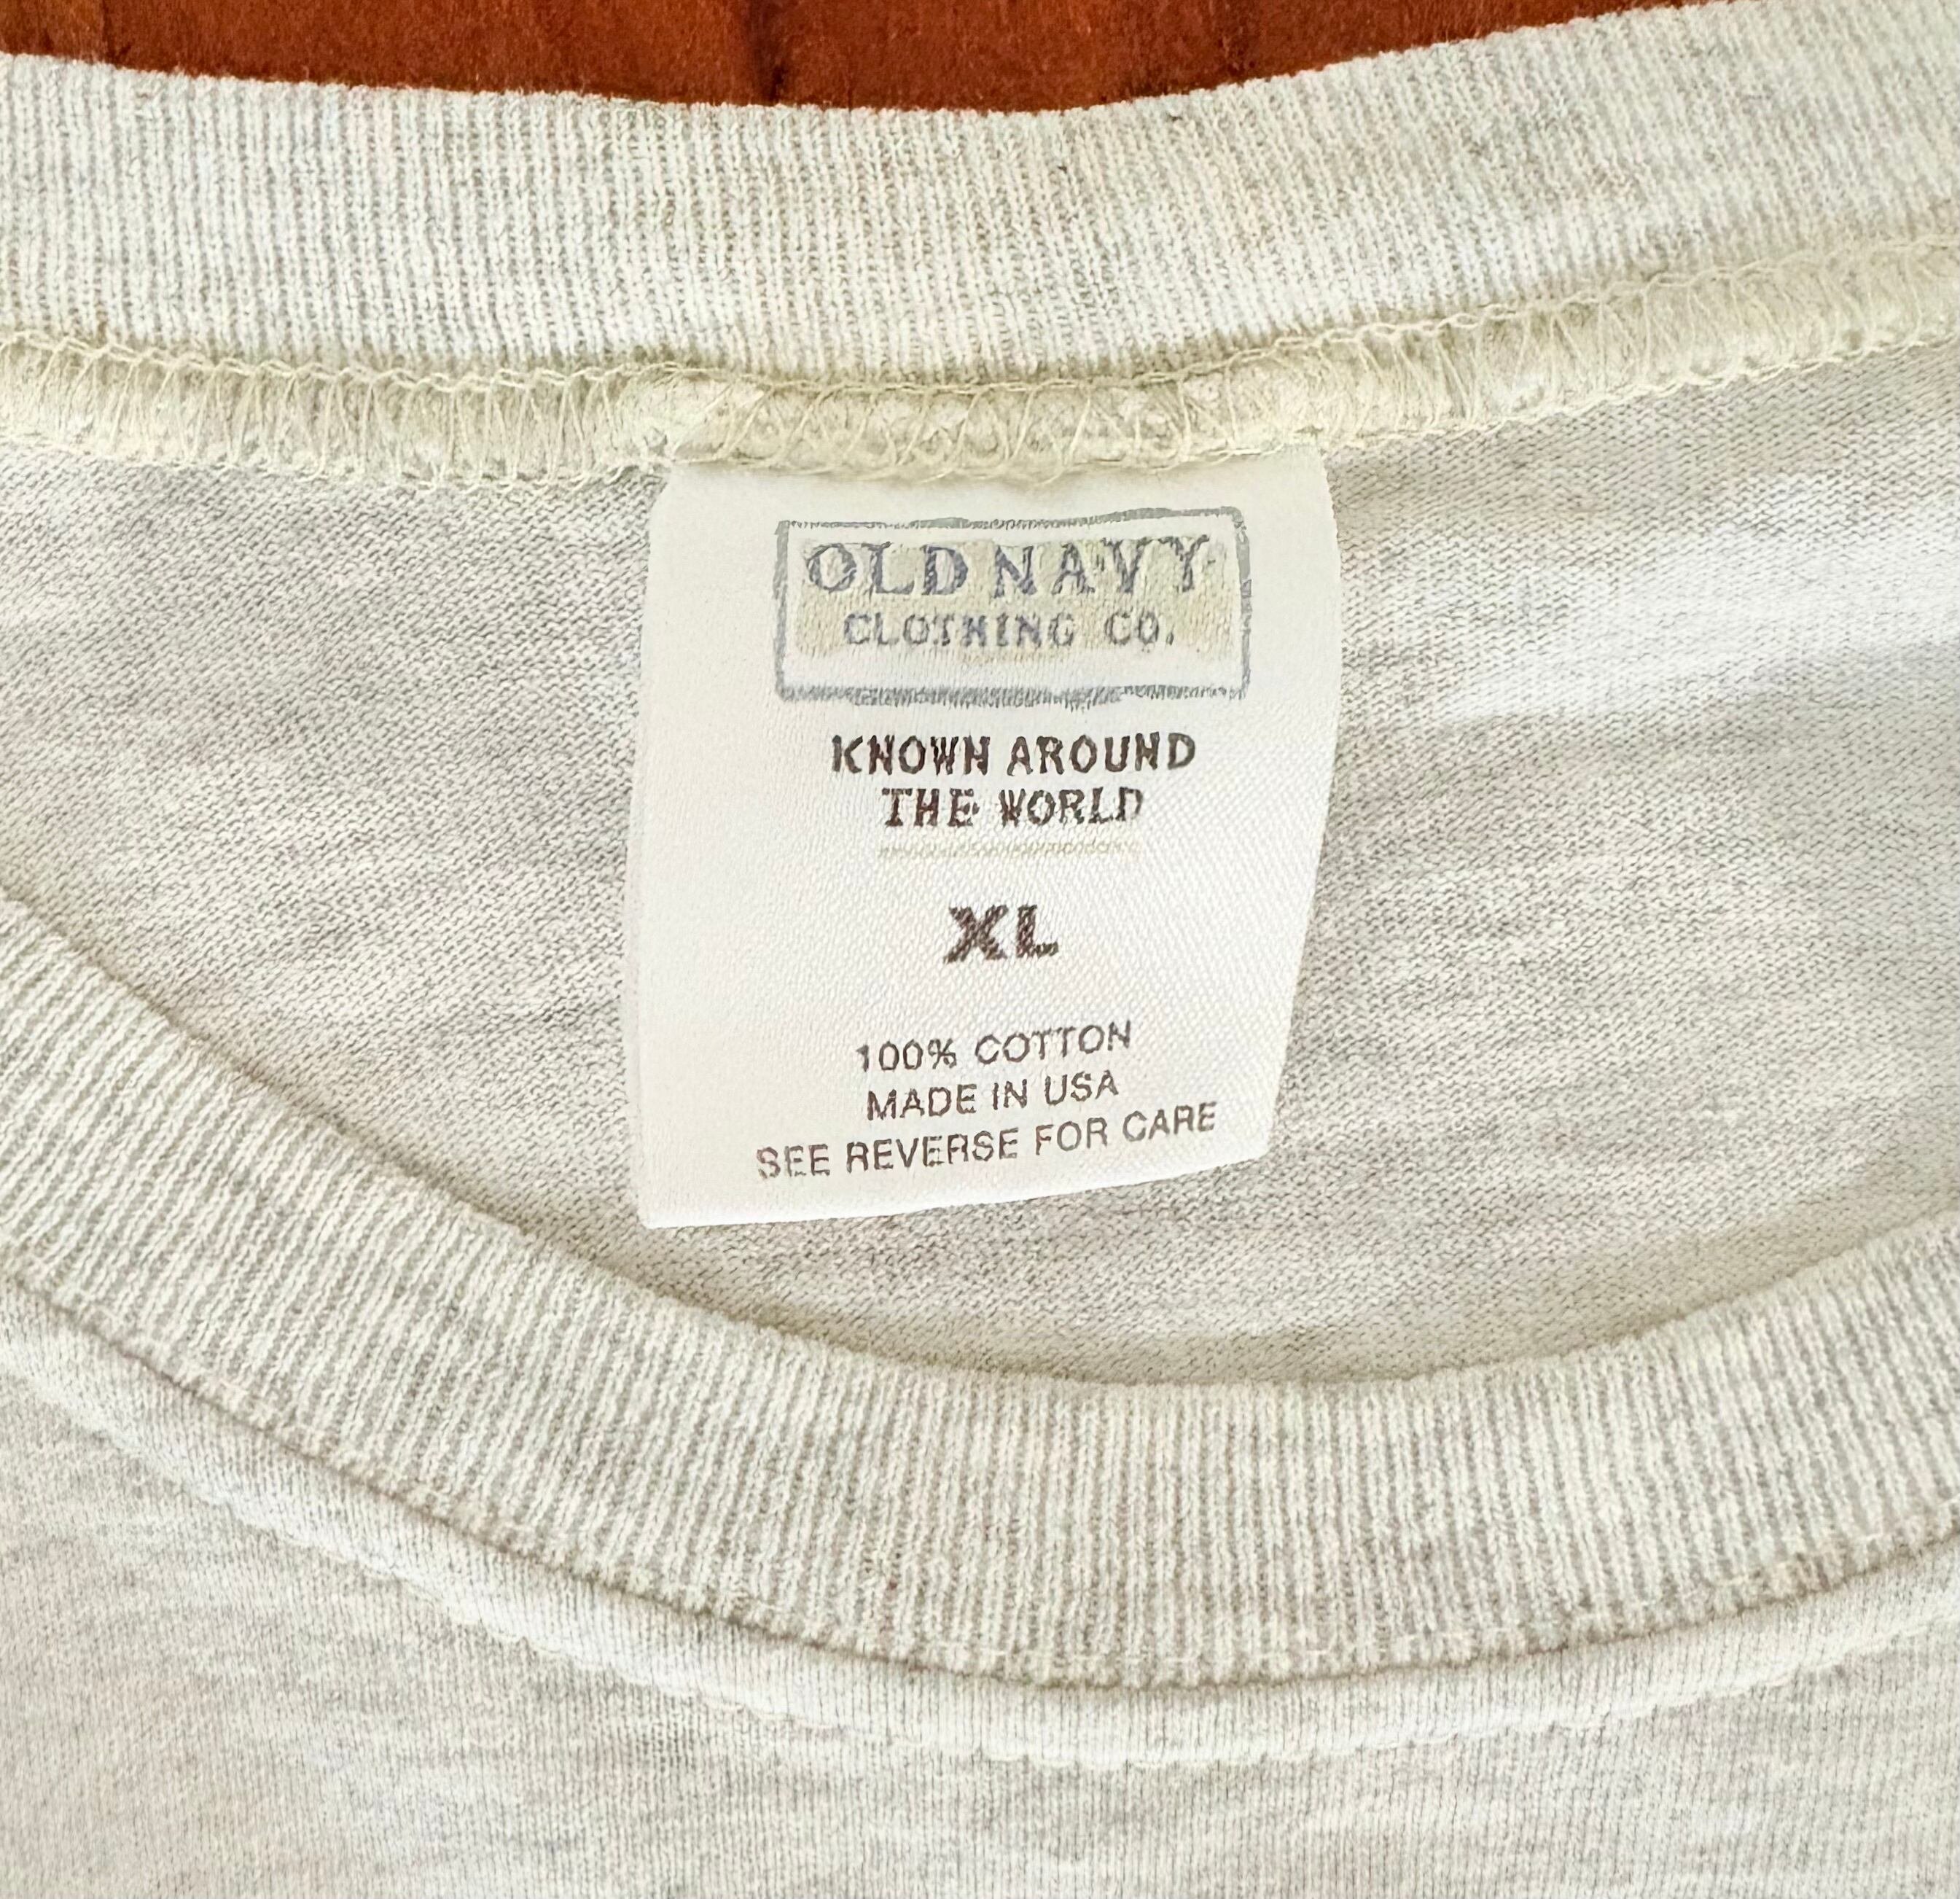 OLD NAVY
CLOTHING CO.
KNOWN AROUND
THE WORLD
XL
100% COTTON
MADE IN USA
SEE REVERSE FOR CARE